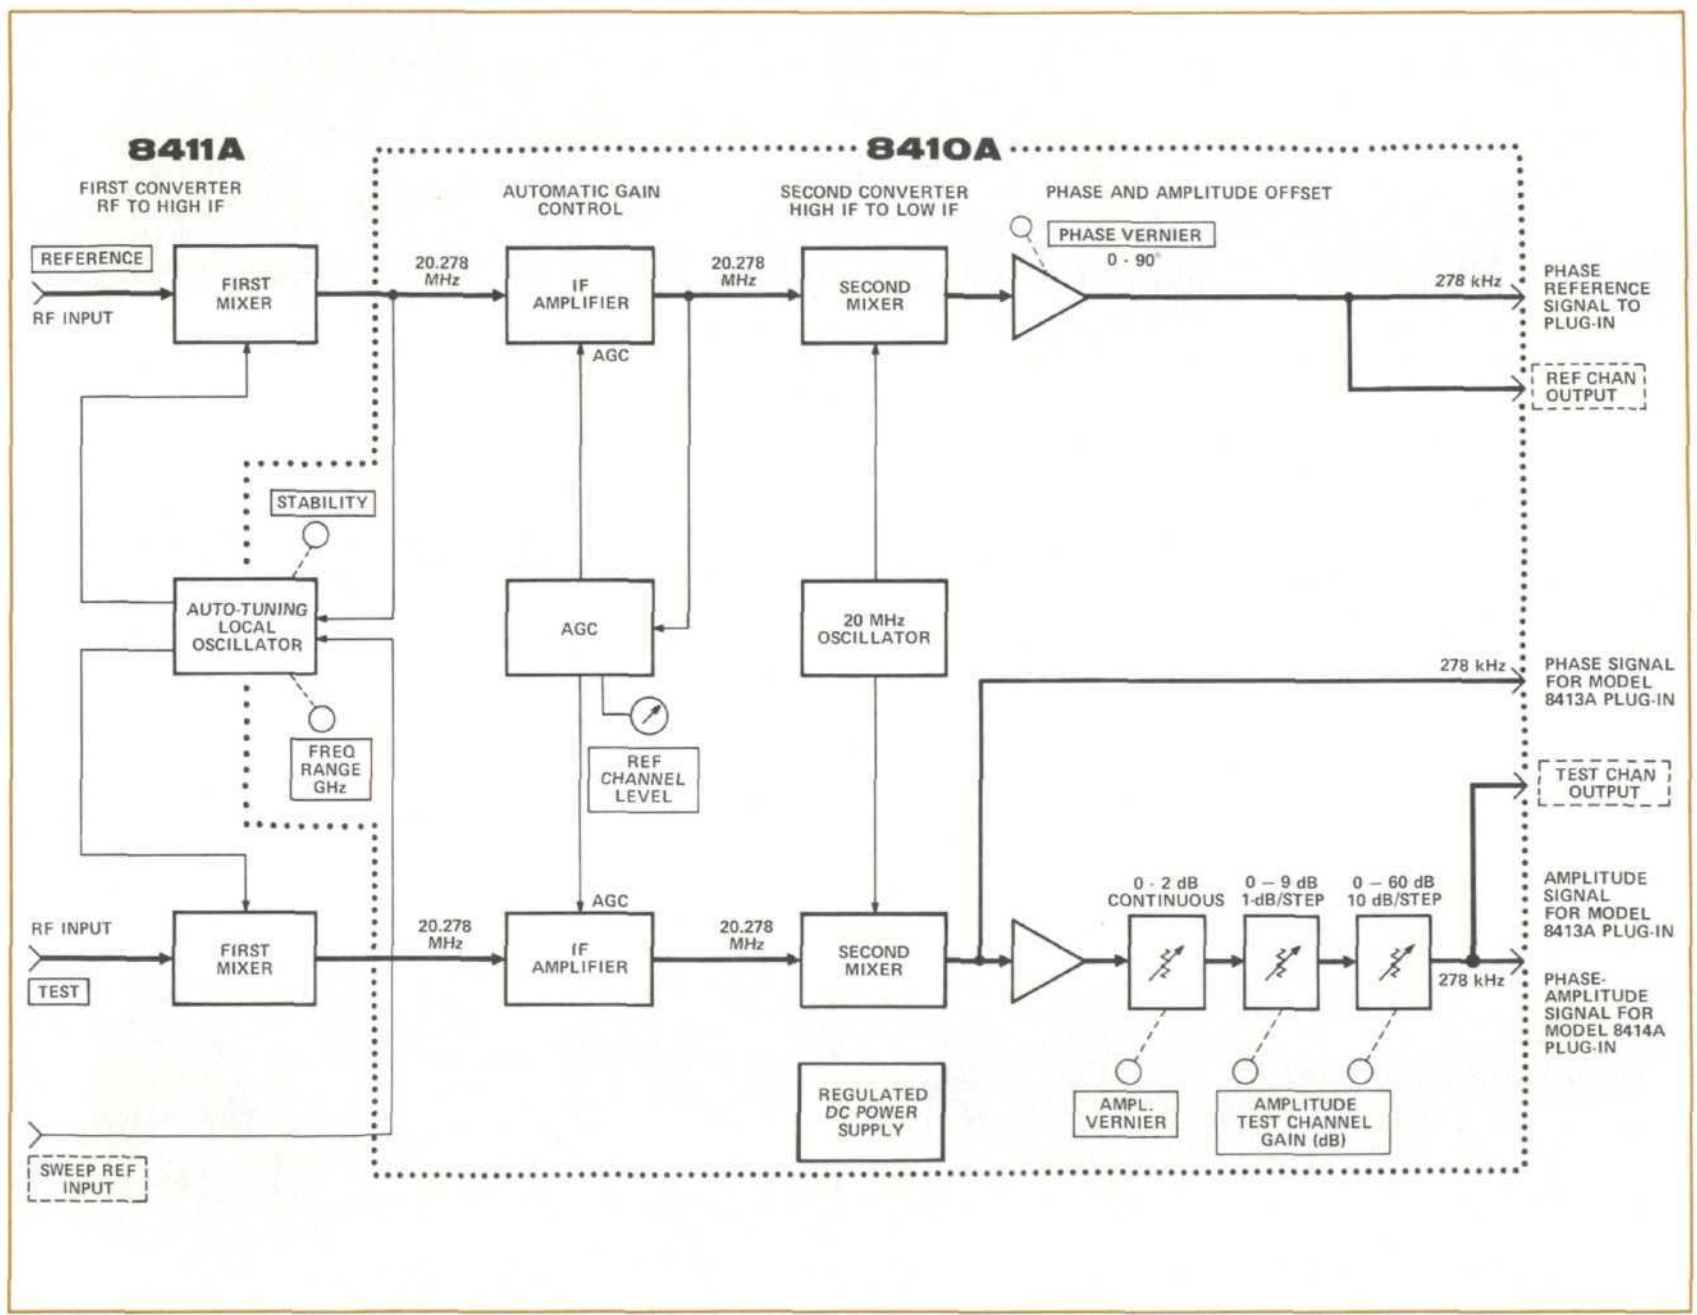 8411A
8410A
FIRST CONVERTER
RF TO HIGH IF
AUTOMATIC GAIN
CONTROL
SECOND CONVERTER
HIGH IF TO LOW IF
PHASE AND AMPLITUDE OFFSET
REFERENCE
RF INPUT
FIRST
MIXER
20.278
MHz
IF
AMPLIFIER
AGC
20.278
MHz
SECOND
MIXER
PHASE VERNIER
0 - 90°
278 kHz
PHASE
REFERENCE
SIGNAL TO
PLUG-IN
REF CHAN
OUTPUT
STABILITY
AUTO-TUNING
LOCAL
OSCILLATOR
FREQ
RANGE
GHz
AGC
REF
CHANNEL
LEVEL
20 MHz
OSCILLATOR
278 kHz
PHASE SIGNAL
FOR MODEL
8413A PLUG-IN
TEST CHAN
OUTPUT
RF INPUT
TEST
FIRST
MIXER
20.278
MHz
AGC
IF
AMPLIFIER
20.278
MHz
SECOND
MIXER
0 - 2 dB
CONTINUOUS
0 – 9 dB
1-dB/STEP
0 – 60 dB
10 dB/STEP
278 kHz
AMPLITUDE
SIGNAL
FOR MODEL
8413A PLUG-IN
PHASE-
AMPLITUDE
SIGNAL FOR
MODEL 8414A
PLUG-IN
AMPL.
VERNIER
AMPLITUDE
TEST CHANNEL
GAIN (dB)
REGULATED
DC POWER
SUPPLY
SWEEP REF
INPUT